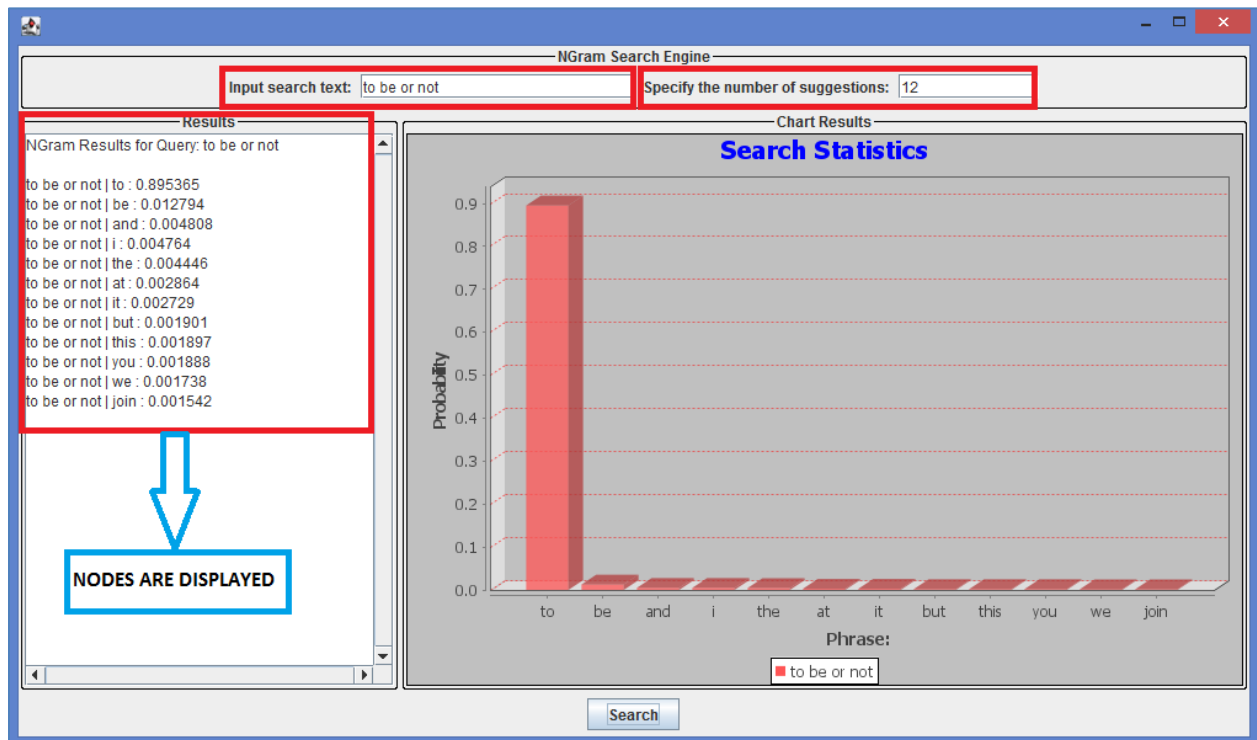 NGram Search Engine
Input search text: to be or not
Specify the number of suggestions: 12
Results
NGram Results for Query: to be or not
to be or not | to : 0.895365
to be or not | be : 0.012794
to be or not | and : 0.004808
to be or not | i : 0.004764
to be or not | the : 0.004446
to be or not | at : 0.002864
to be or not | it : 0.002729
to be or not | but : 0.001901
to be or not | this : 0.001897
to be or not | you : 0.001888
to be or not | we : 0.001738
to be or not | join : 0.001542
NODES ARE DISPLAYED
Chart Results
Search Statistics
0.9
0.8
0.7
0.6
0.5
0.4
0.3
0.2
0.1
0.0
Probability
to be and i the at it but this you we join
Phrase:
to be or not
Search